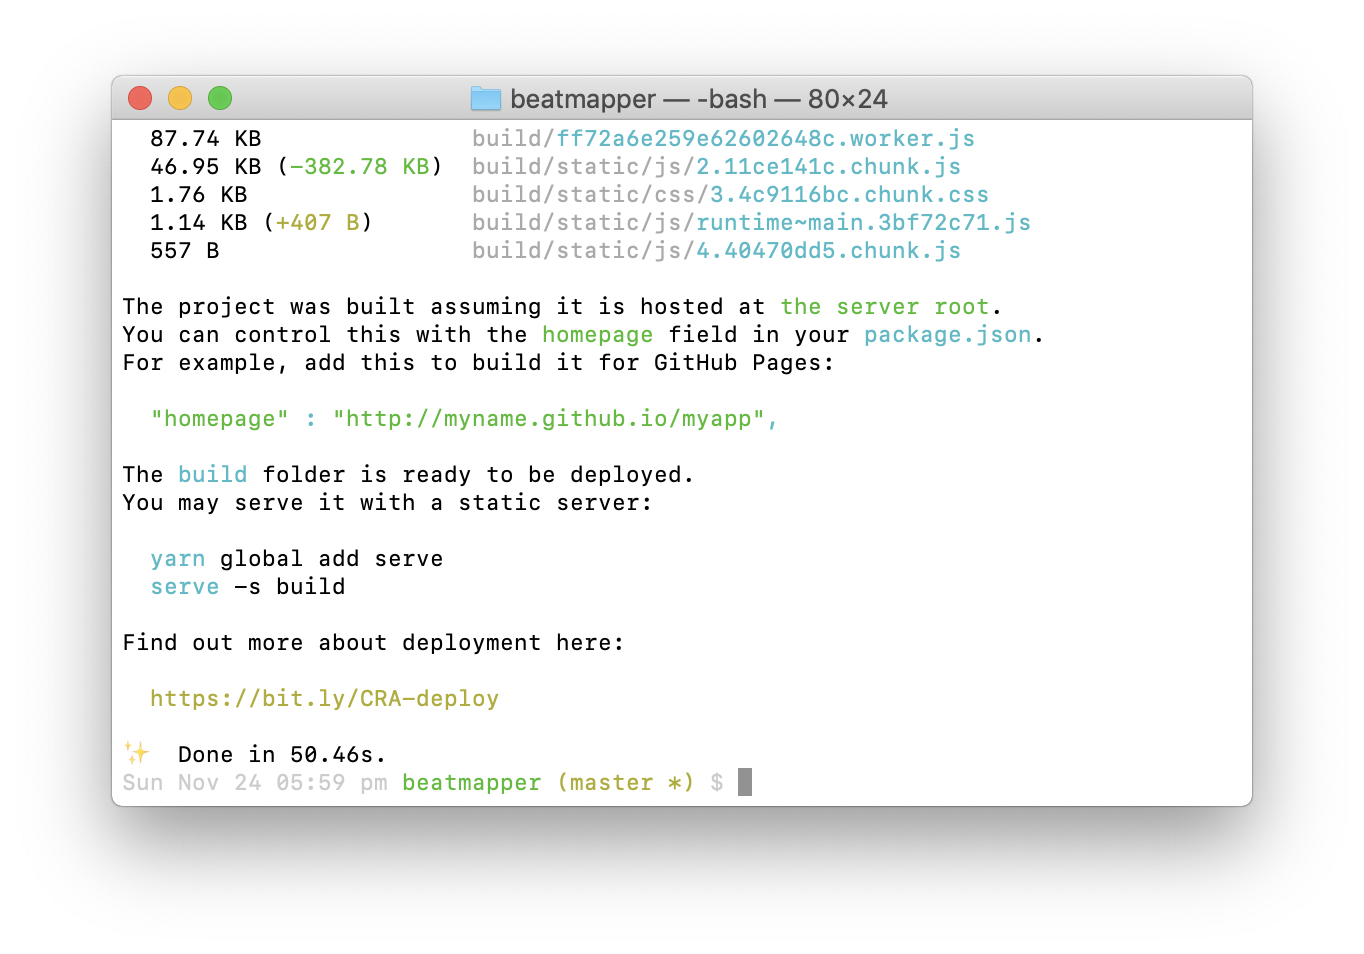 beatmapper — -bash — 80×24
87.74 KB build/ff72a6e259e62602648c.worker.js
46.95 KB (-382.78 KB) build/static/js/2.11ce141c.chunk.js
1.76 KB build/static/css/3.4c9116bc.chunk.css
1.14 KB (+407 B) build/static/js/runtime~main.3bf72c71.js
557 B build/static/js/4.40470dd5.chunk.js
The project was built assuming it is hosted at the server root.
You can control this with the homepage field in your package.json.
For example, add this to build it for GitHub Pages:
"homepage" : "http://myname.github.io/myapp",
The build folder is ready to be deployed.
You may serve it with a static server:
yarn global add serve
serve -s build
Find out more about deployment here:
https://bit.ly/CRA-deploy
✨ Done in 50.46s.
Sun Nov 24 05:59 pm beatmapper (master *) $